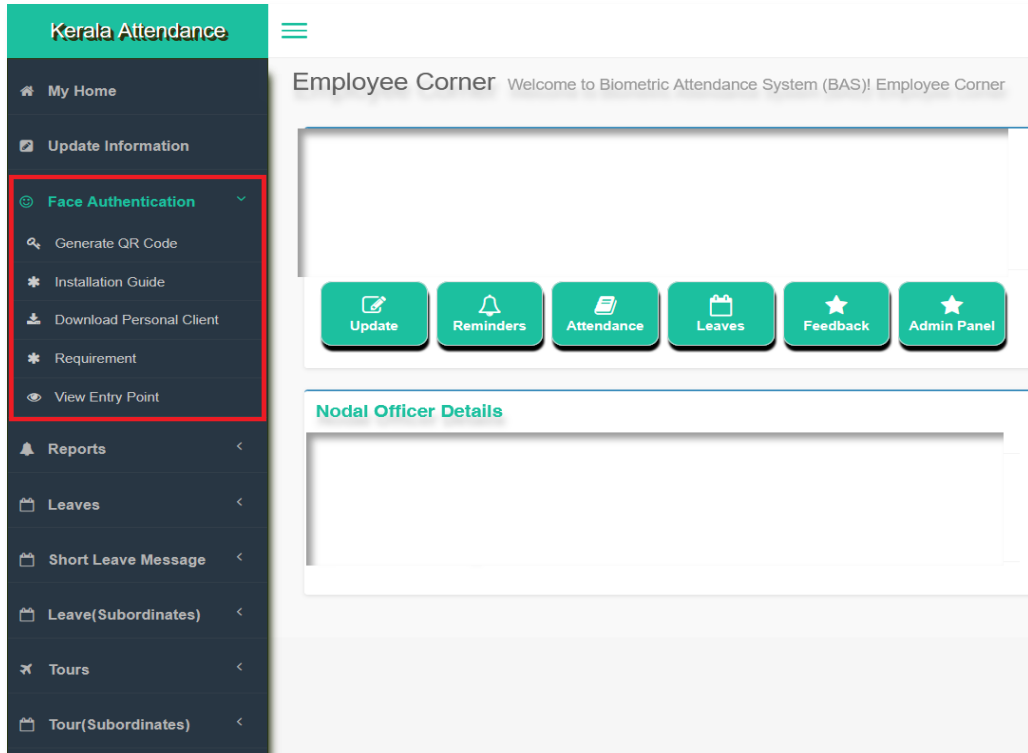 Kerala Attendance
My Home
Update Information
Face Authentication
Generate QR Code
Installation Guide
Download Personal Client
Requirement
View Entry Point
Reports
Leaves
Short Leave Message
Leave(Subordinates)
Tours
Tour(Subordinates)
Employee Corner Welcome to Biometric Attendance System (BAS)! Employee Corner
Update
Reminders
Attendance
Leaves
Feedback
Admin Panel
Nodal Officer Details